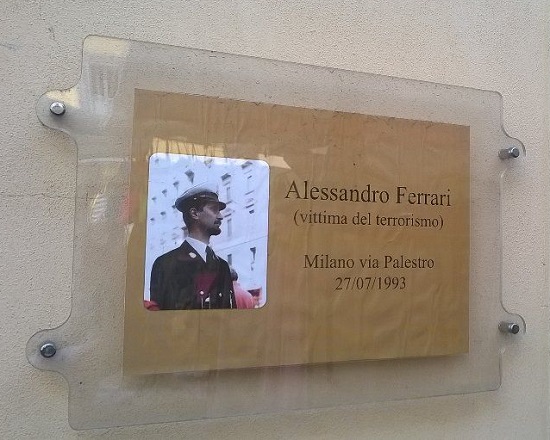 Alessandro Ferrari
(vittima del terrorismo)
Milano via Palestro
27/07/1993